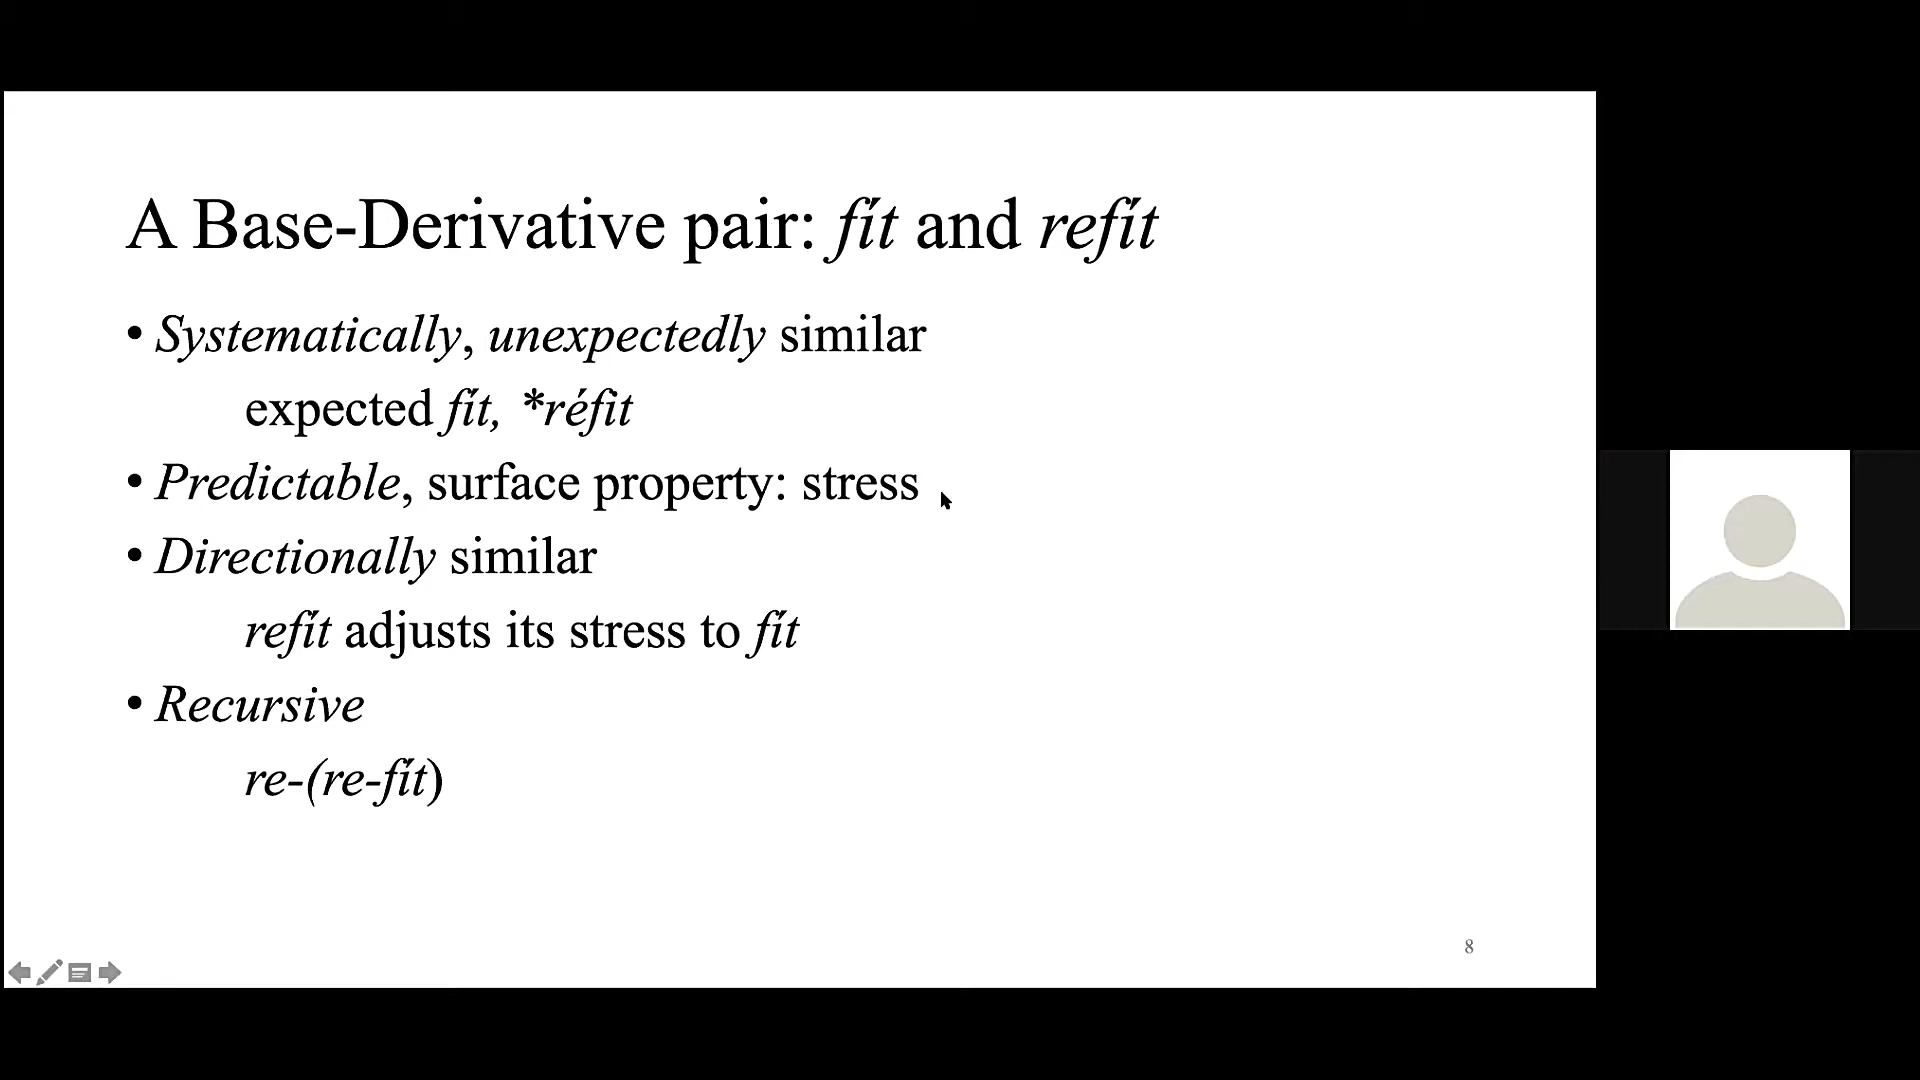 A Base-Derivative pair: fít and refít
• Systematically, unexpectedly similar
expected fít, *réfit
• Predictable, surface property: stress
• Directionally similar
refít adjusts its stress to fít
• Recursive
re-(re-fít)
8